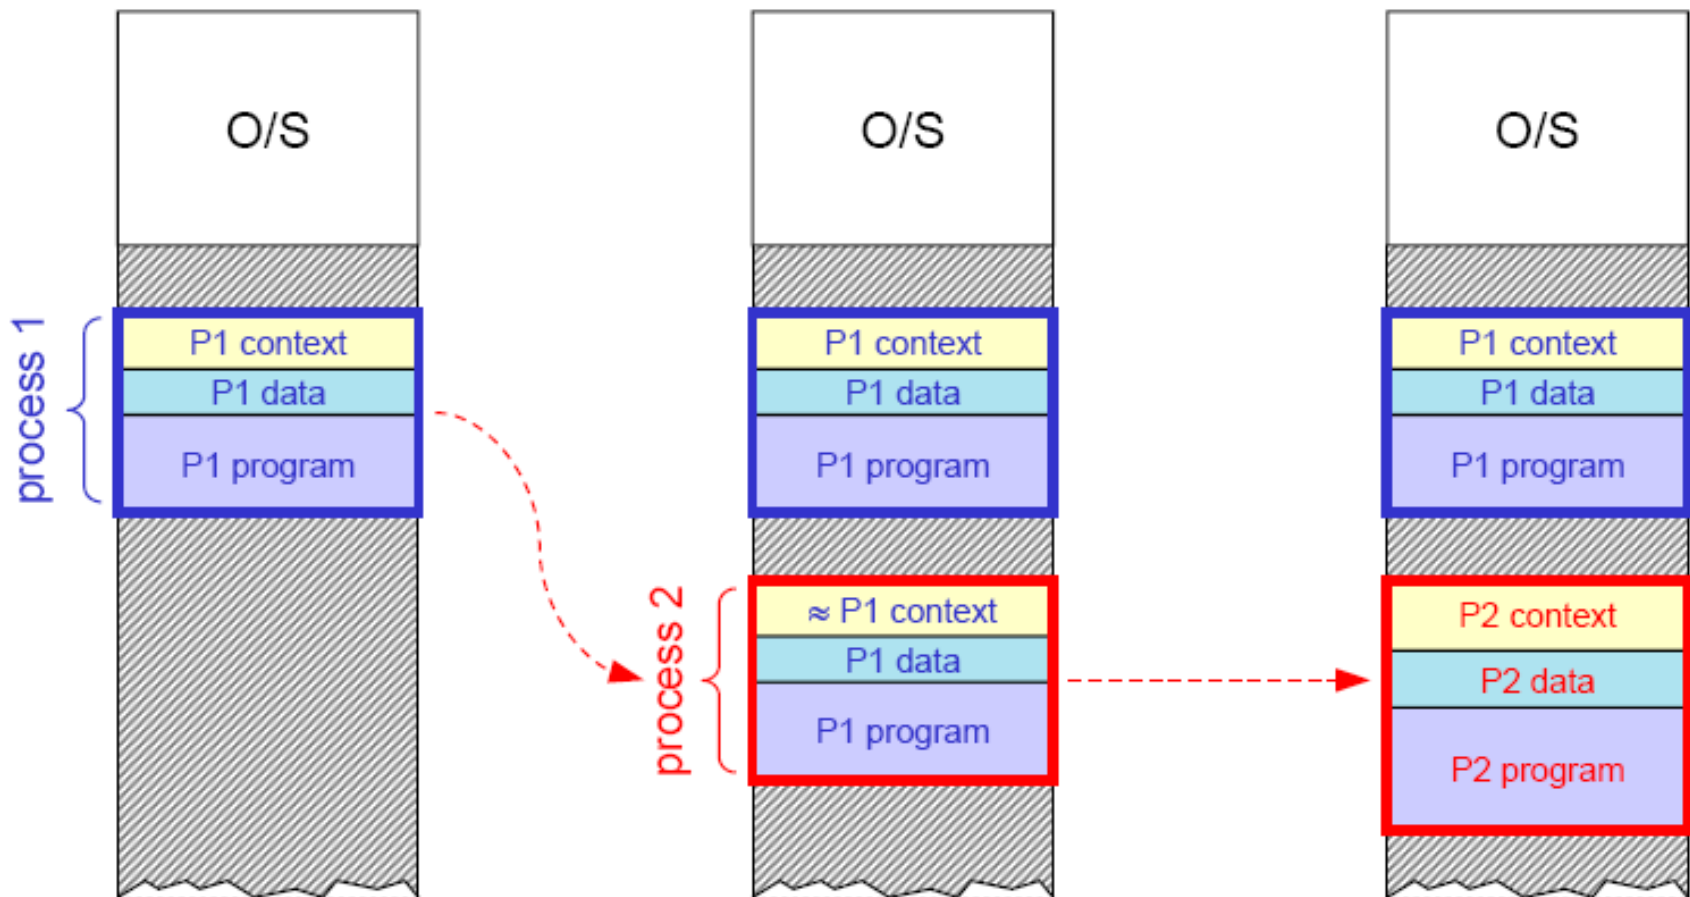 O/S
process 1
P1 context
P1 data
P1 program
O/S
P1 context
P1 data
P1 program
process 2
≈ P1 context
P1 data
P1 program
O/S
P1 context
P1 data
P1 program
P2 context
P2 data
P2 program